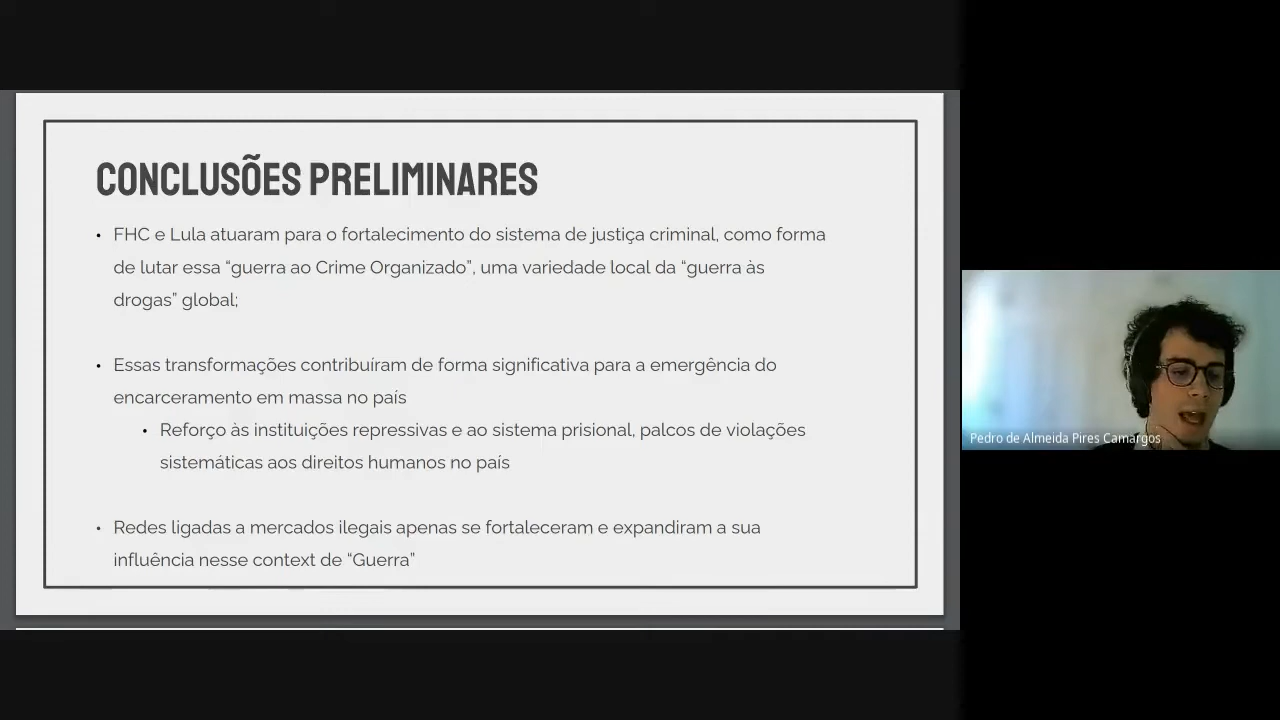 CONCLUSÕES PRELIMINARES
• FHC e Lula atuaram para o fortalecimento do sistema de justiça criminal, como forma
de lutar essa “guerra ao Crime Organizado”, uma variedade local da “guerra às
drogas” global;
• Essas transformações contribuíram de forma significativa para a emergência do
encarceramento em massa no país
• Reforço às instituições repressivas e ao sistema prisional, palcos de violações
sistemáticas aos direitos humanos no país
• Redes ligadas a mercados ilegais apenas se fortaleceram e expandiram a sua
influência nesse context de “Guerra”
Pedro de Almeida Pires Camargos